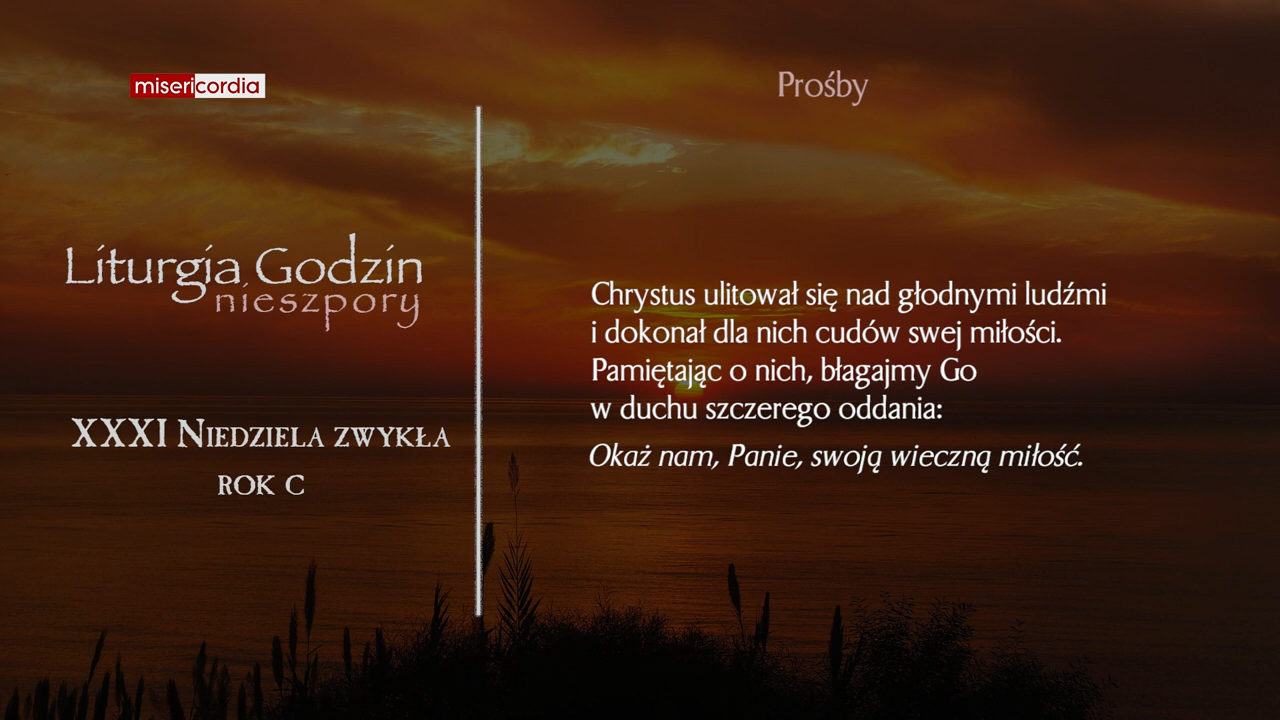 misericordia
Liturgia Godzin
nieszpory
XXXI Niedziela zwykła
rok C
Prośby
Chrystus ulitował się nad głodnymi ludźmi
i dokonał dla nich cudów swej miłości.
Pamiętając o nich, błagajmy Go
w duchu szczerego oddania:
Okaż nam, Panie, swoją wieczną miłość.